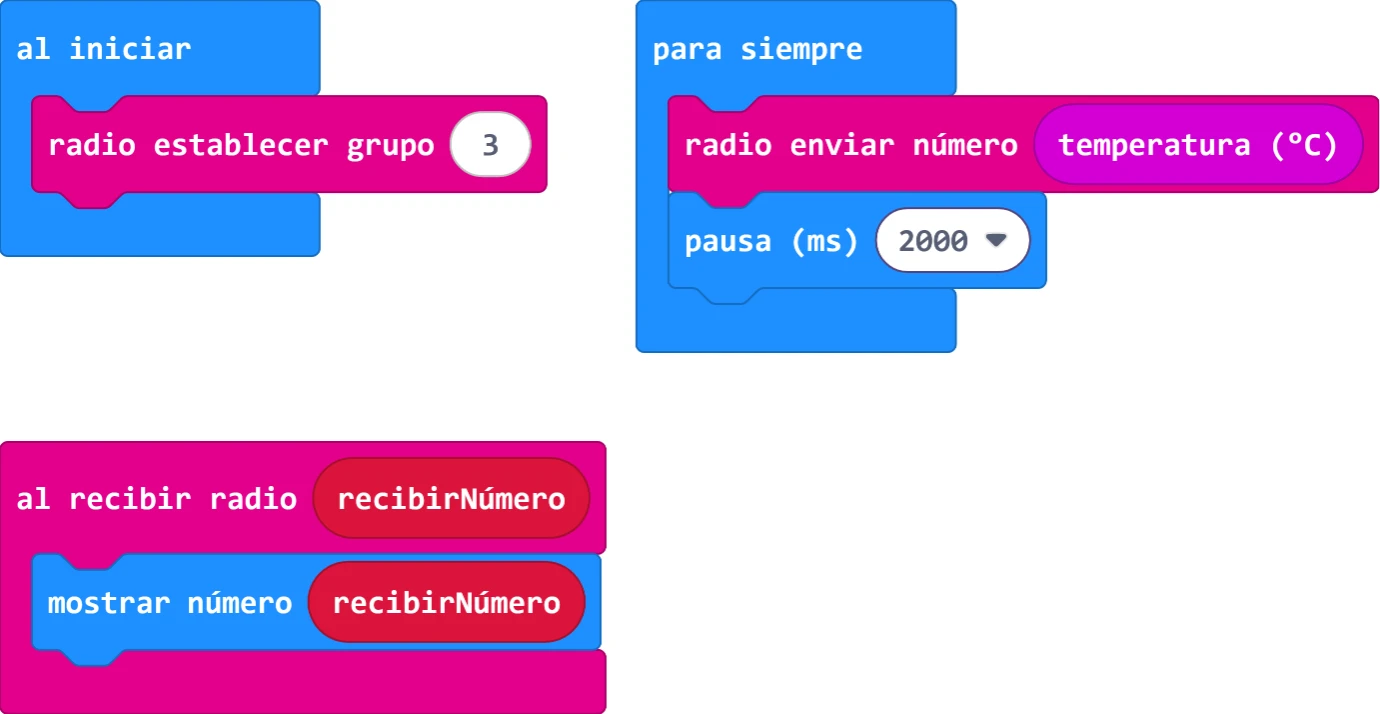 al iniciar
radio establecer grupo 3
para siempre
radio enviar número temperatura (ºC)
pausa (ms) 2000
al recibir radio recibirNúmero
mostrar número recibirNúmero